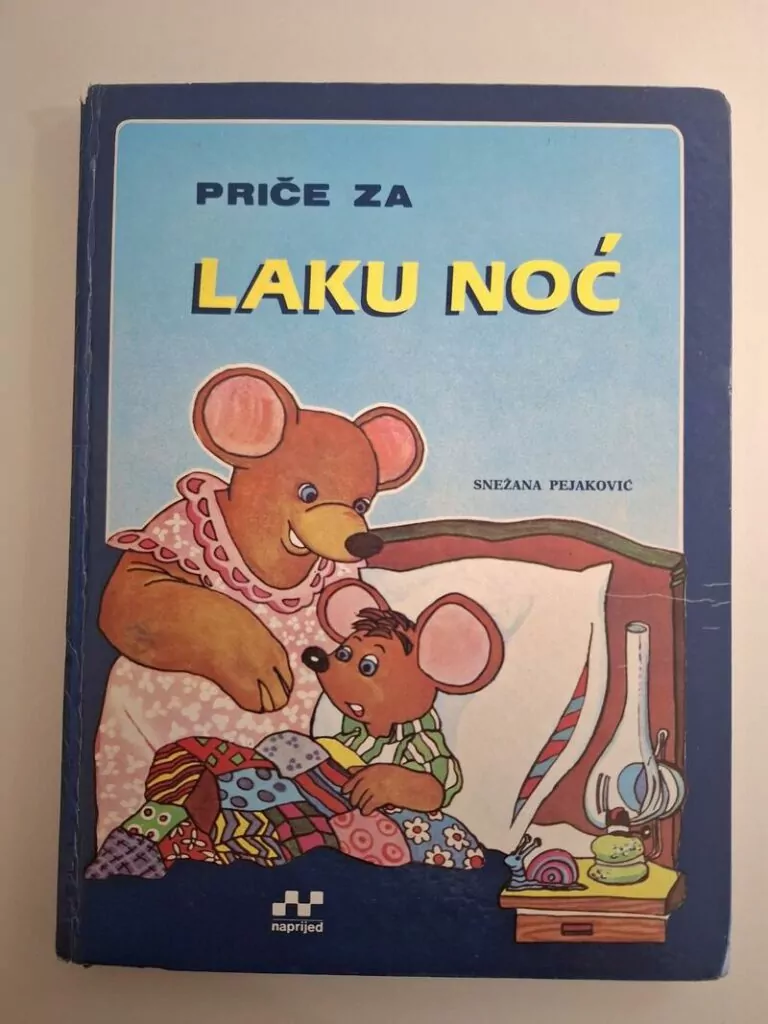 PRIČE ZA
LAKU NOĆ
SNEŽANA PEJAKOVIĆ
naprijed